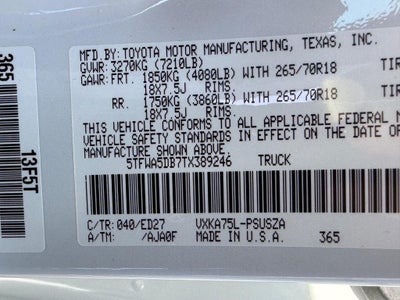 MFD.BY:TOYOTA MOTOR MANUFACTURING, TEXAS, INC.
GVWR:3270KG (7210LB)
GAWR:FRT. 1850KG (4080LB) WITH 265/70R18 TIR
18X7.5J RIMS.
RR. 1750KG (3860LB) WITH 265/70R18 TIR
18X7.5J RIMS.
THIS VEHICLE CONFORMS TO ALL APPLICABLE FEDERAL MOT
VEHICLE SAFETY STANDARDS IN EFFECT ON THE DATE OF
MANUFACTURE SHOWN ABOVE.
5TFWA5DB7TX389246 TRUCK
C/TR:040/ED27 VXKA75L-PSUSZA
A/TM: /AJA0F MADE IN U.S.A. 365
365
13F5T